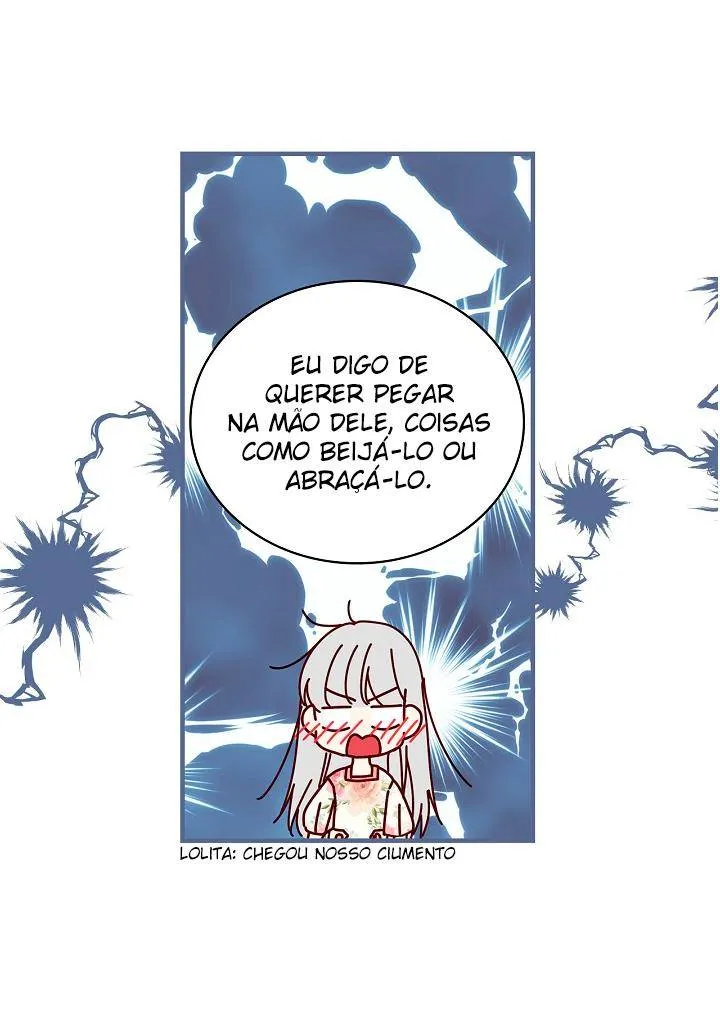 EU DIGO DE
QUERER PEGAR
NA MÃO DELE, COISAS
COMO BEIJÁ-LO OU
ABRAÇÁ-LO.
LOLITA: CHEGOU NOSSO CIUMENTO